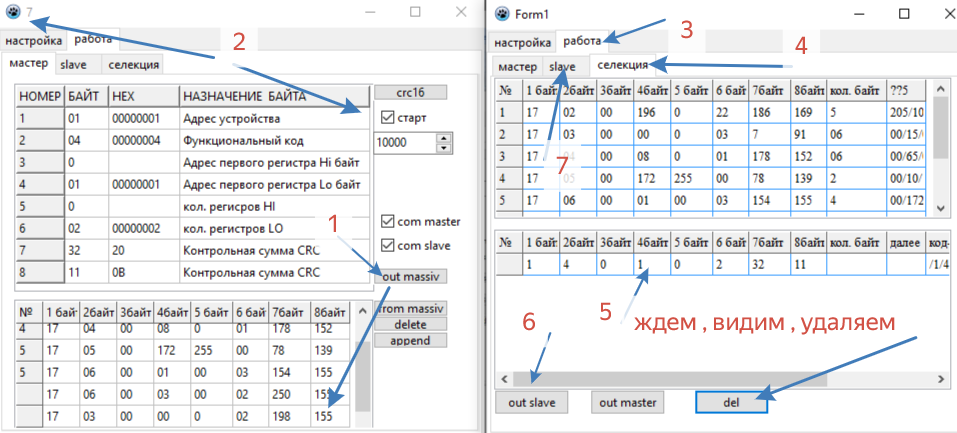 7
2
настройка работа
мастер slave селекция
НОМЕР БАЙТ HEX НАЗНАЧЕНИЕ БАЙТА
1 01 00000001 Адрес устройства
2 04 00000004 Функциональный код
3 0 Адрес первого регистра Hi байт
4 01 00000001 Адрес первого регистра Lo байт
5 0 кол. регисров HI
6 02 00000002 кол. регистров LO
7 32 20 Контрольная сумма CRC
8 11 0B Контрольная сумма CRC
crc16
старт
10000
1
com master
com slave
out massiv
from massiv
delete
append
№ 1 байт 2байт 3байт 4байт 5 байт 6 байт 7байт 8байт
4 17 04 00 08 0 01 178 152
5 17 05 00 172 255 00 78 139
5 17 06 00 01 00 03 154 155
17 06 00 03 00 02 250 155
17 03 00 00 0 02 198 155
Form1
3
настройка работа
4
мастер slave селекция
№ 1 байт 2байт 3байт 4байт 5 байт 6 байт 7байт 8байт кол. байт ??5
1 17 02 00 196 0 22 186 169 5 205/10
2 17 03 00 00 0 03 7 91 06 00/15/
3 17 00 08 0 01 178 152 06 00/65/
4 17 05 00 172 255 00 78 139 2 00/10/
5 17 06 00 01 00 03 154 155 4 00/172
7
№ 1 байт 2байт 3байт 4байт 5 байт 6 байт 7байт 8байт кол. байт далее код-
1 4 0 1 0 2 32 11 /1/4
6
5
ждем , видим , удаляем
out slave out master del